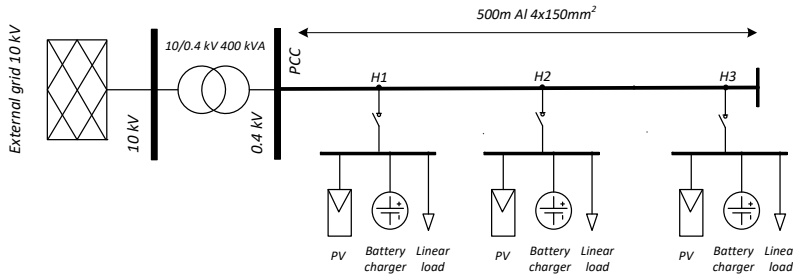 500m Al 4x150mm²
External grid 10 kV
10/0.4 kV 400 kVA
PCC
H1
H2
H3
10 kV
0.4 kV
PV
Battery
charger
Linear
load
PV
Battery
charger
Linear
load
PV
Battery
charger
Linear
load